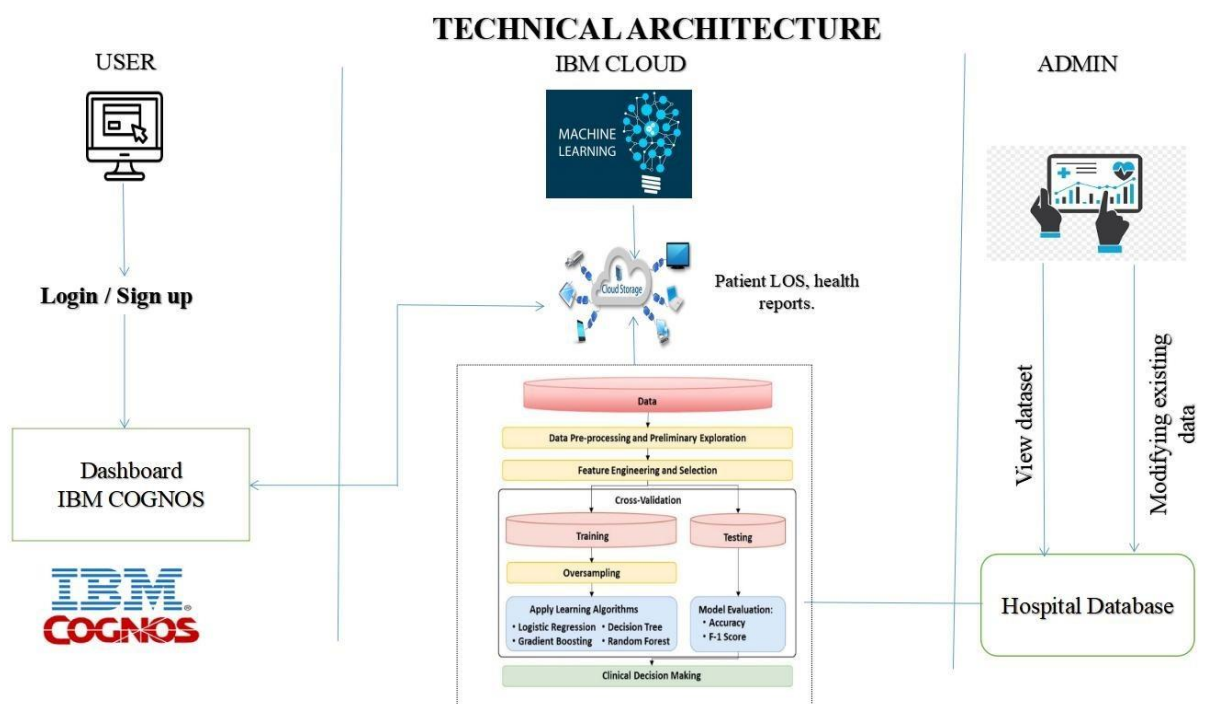 TECHNICAL ARCHITECTURE
USER
IBM CLOUD
ADMIN
MACHINE
LEARNING
Login / Sign up
Cloud Storage
Patient LOS, health
reports.
View dataset
Modifying existing
data
Dashboard
IBM COGNOS
IBM®
COGNOS
Data
Data Pre-processing and Preliminary Exploration
Feature Engineering and Selection
Cross-Validation
Training
Testing
Oversampling
Apply Learning Algorithms
• Logistic Regression • Decision Tree
• Gradient Boosting • Random Forest
Model Evaluation:
• Accuracy
• F-1 Score
Clinical Decision Making
Hospital Database